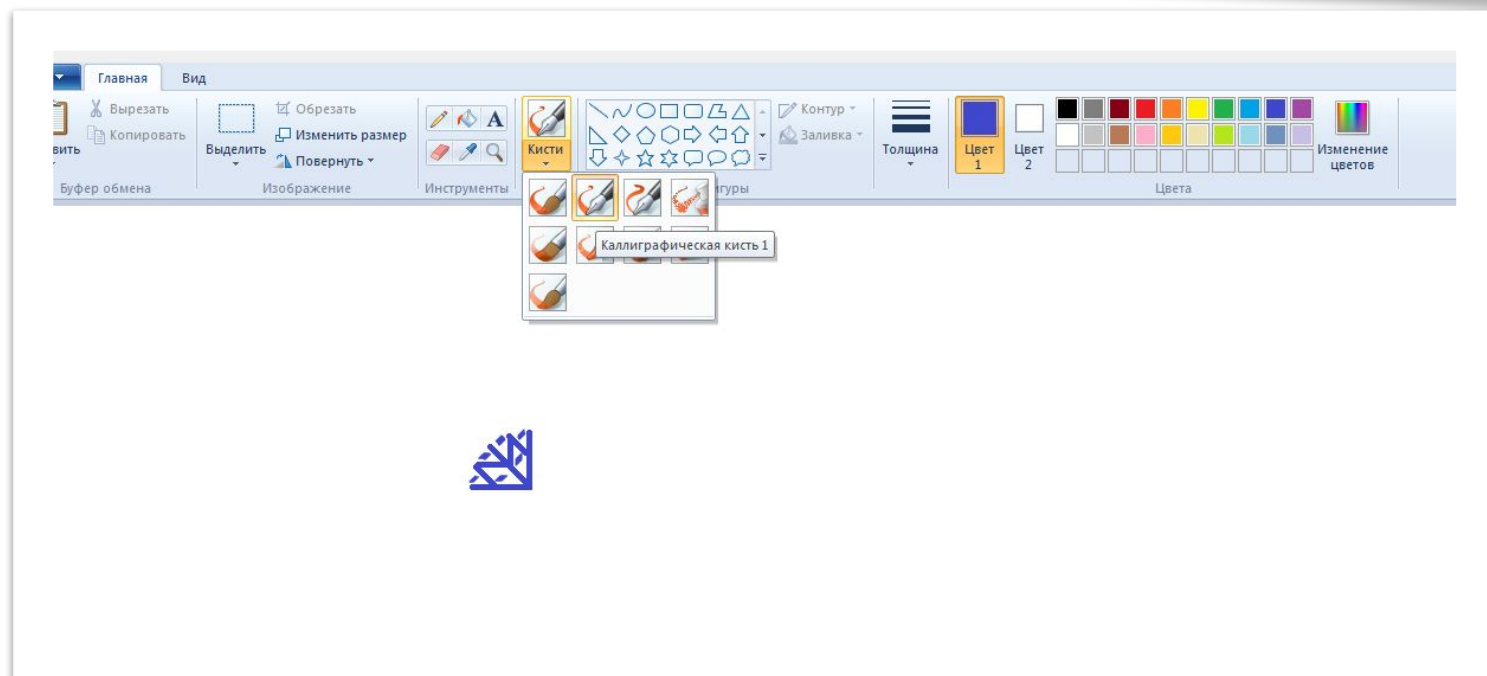 Главная Вид
Вырезать
Копировать
вить
Буфер обмена
Выделить
Обрезать
Изменить размер
Повернуть
Изображение
A
Инструменты
Кисти
Контур
Заливка
гуры
Толщина
Цвет
1
Цвет
2
Изменение
цветов
Цвета
Каллиграфическая кисть 1